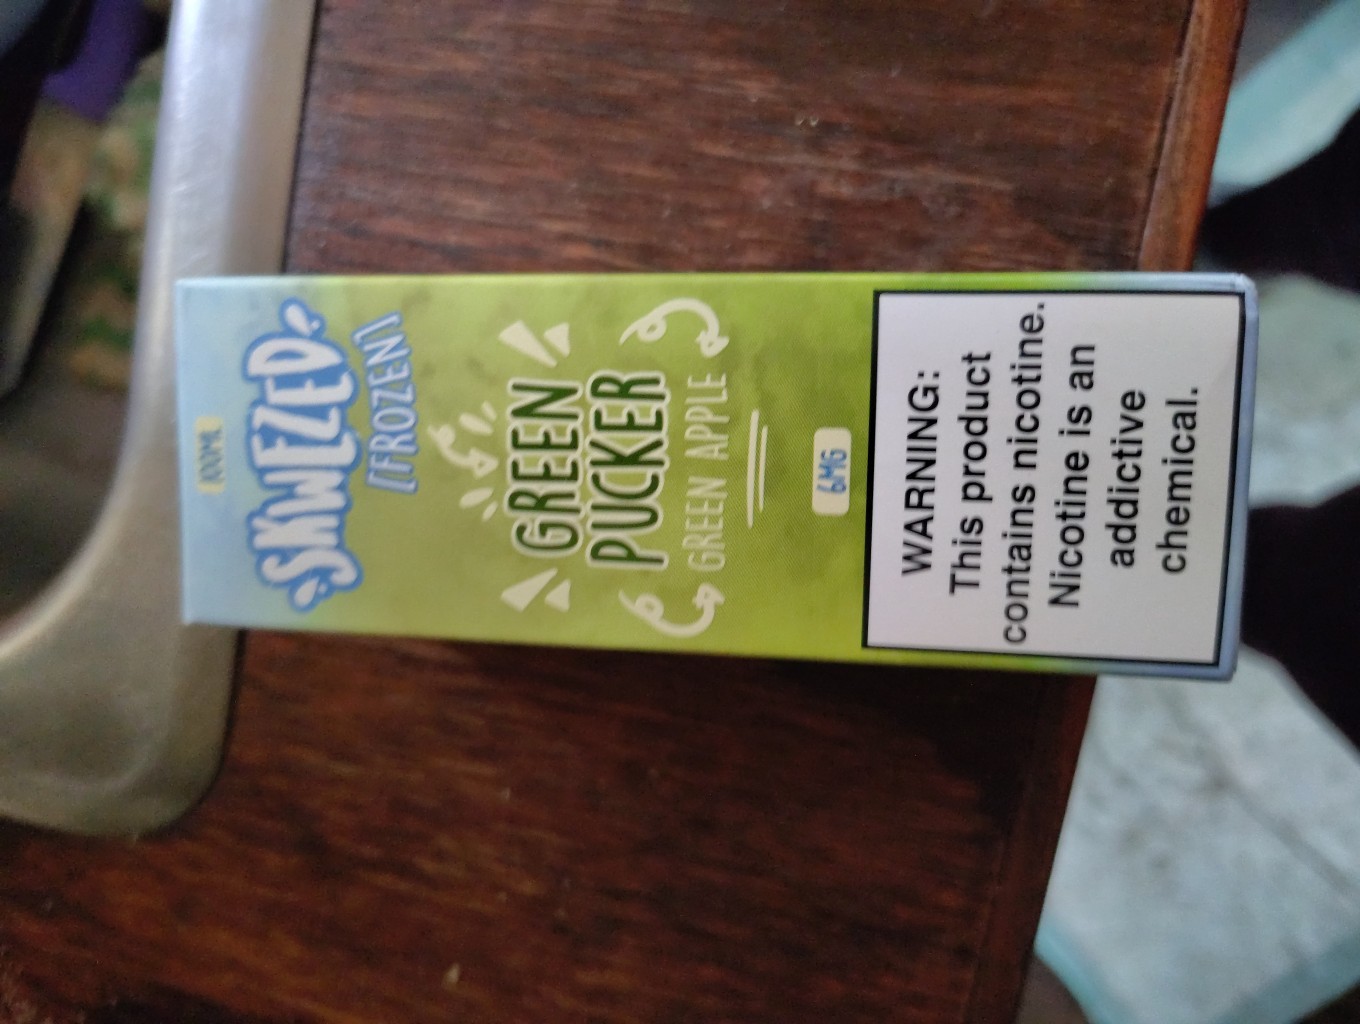 100ML
SKWEZED
[FROZEN]
GREEN
PUCKER
GREEN APPLE
6MG
WARNING:
This product
contains nicotine.
Nicotine is an
addictive
chemical.